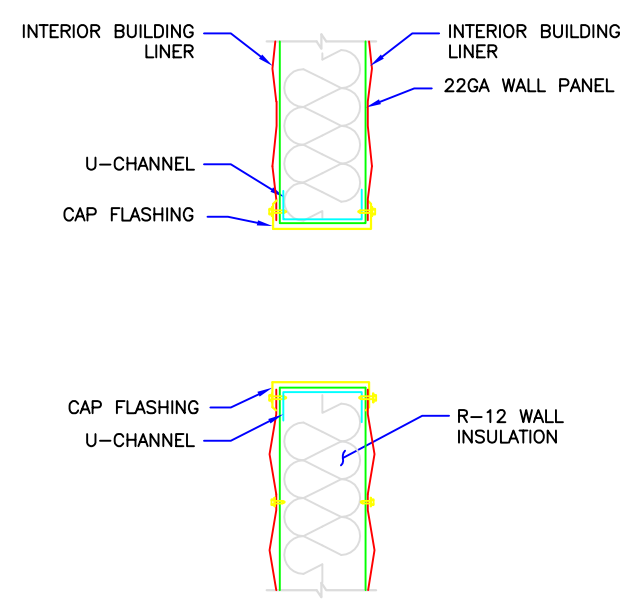 INTERIOR BUILDING
LINER
INTERIOR BUILDING
LINER
22GA WALL PANEL
U-CHANNEL
CAP FLASHING
CAP FLASHING
U-CHANNEL
R-12 WALL
INSULATION